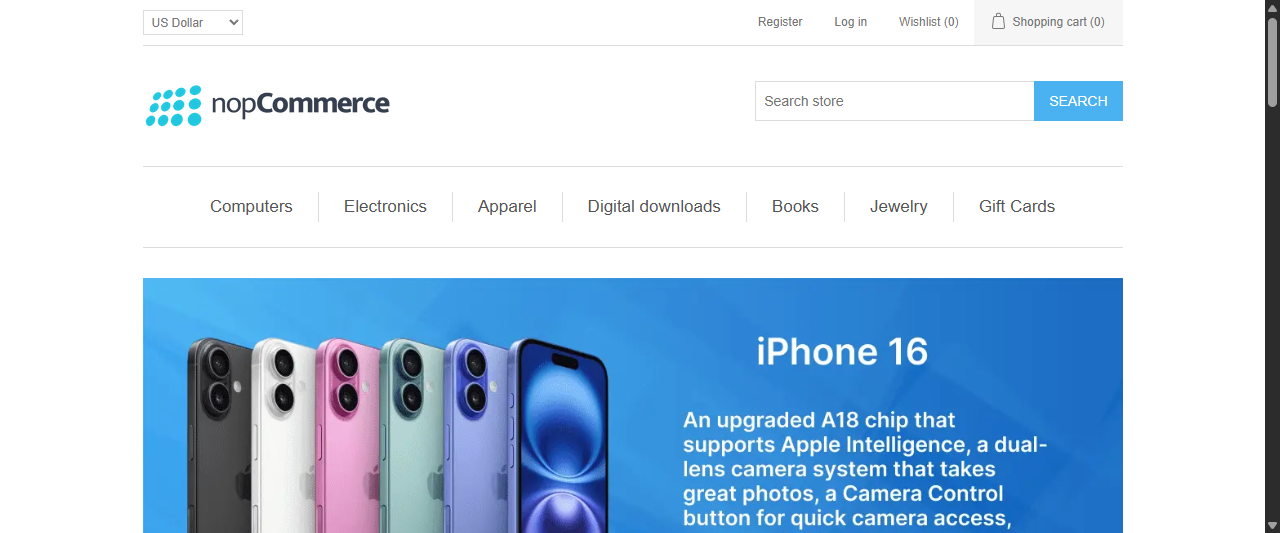 US Dollar
Register
Log in
Wishlist (0)
Shopping cart (0)
nopCommerce
Search store
SEARCH
Computers
Electronics
Apparel
Digital downloads
Books
Jewelry
Gift Cards
iPhone 16
An upgraded A18 chip that
supports Apple Intelligence, a dual-
lens camera system that takes
great photos, a Camera Control
button for quick camera access,